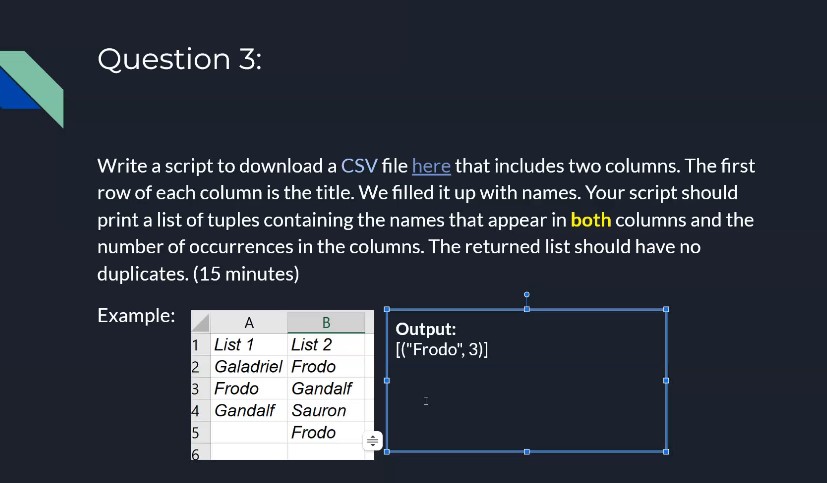 Question 3:
Write a script to download a CSV file here that includes two columns. The first
row of each column is the title. We filled it up with names. Your script should
print a list of tuples containing the names that appear in both columns and the
number of occurrences in the columns. The returned list should have no
duplicates. (15 minutes)
Example:
A B
1 List 1 List 2
2 Galadriel Frodo
3 Frodo Gandalf
4 Gandalf Sauron
5 Frodo
6
Output:
[("Frodo", 3)]